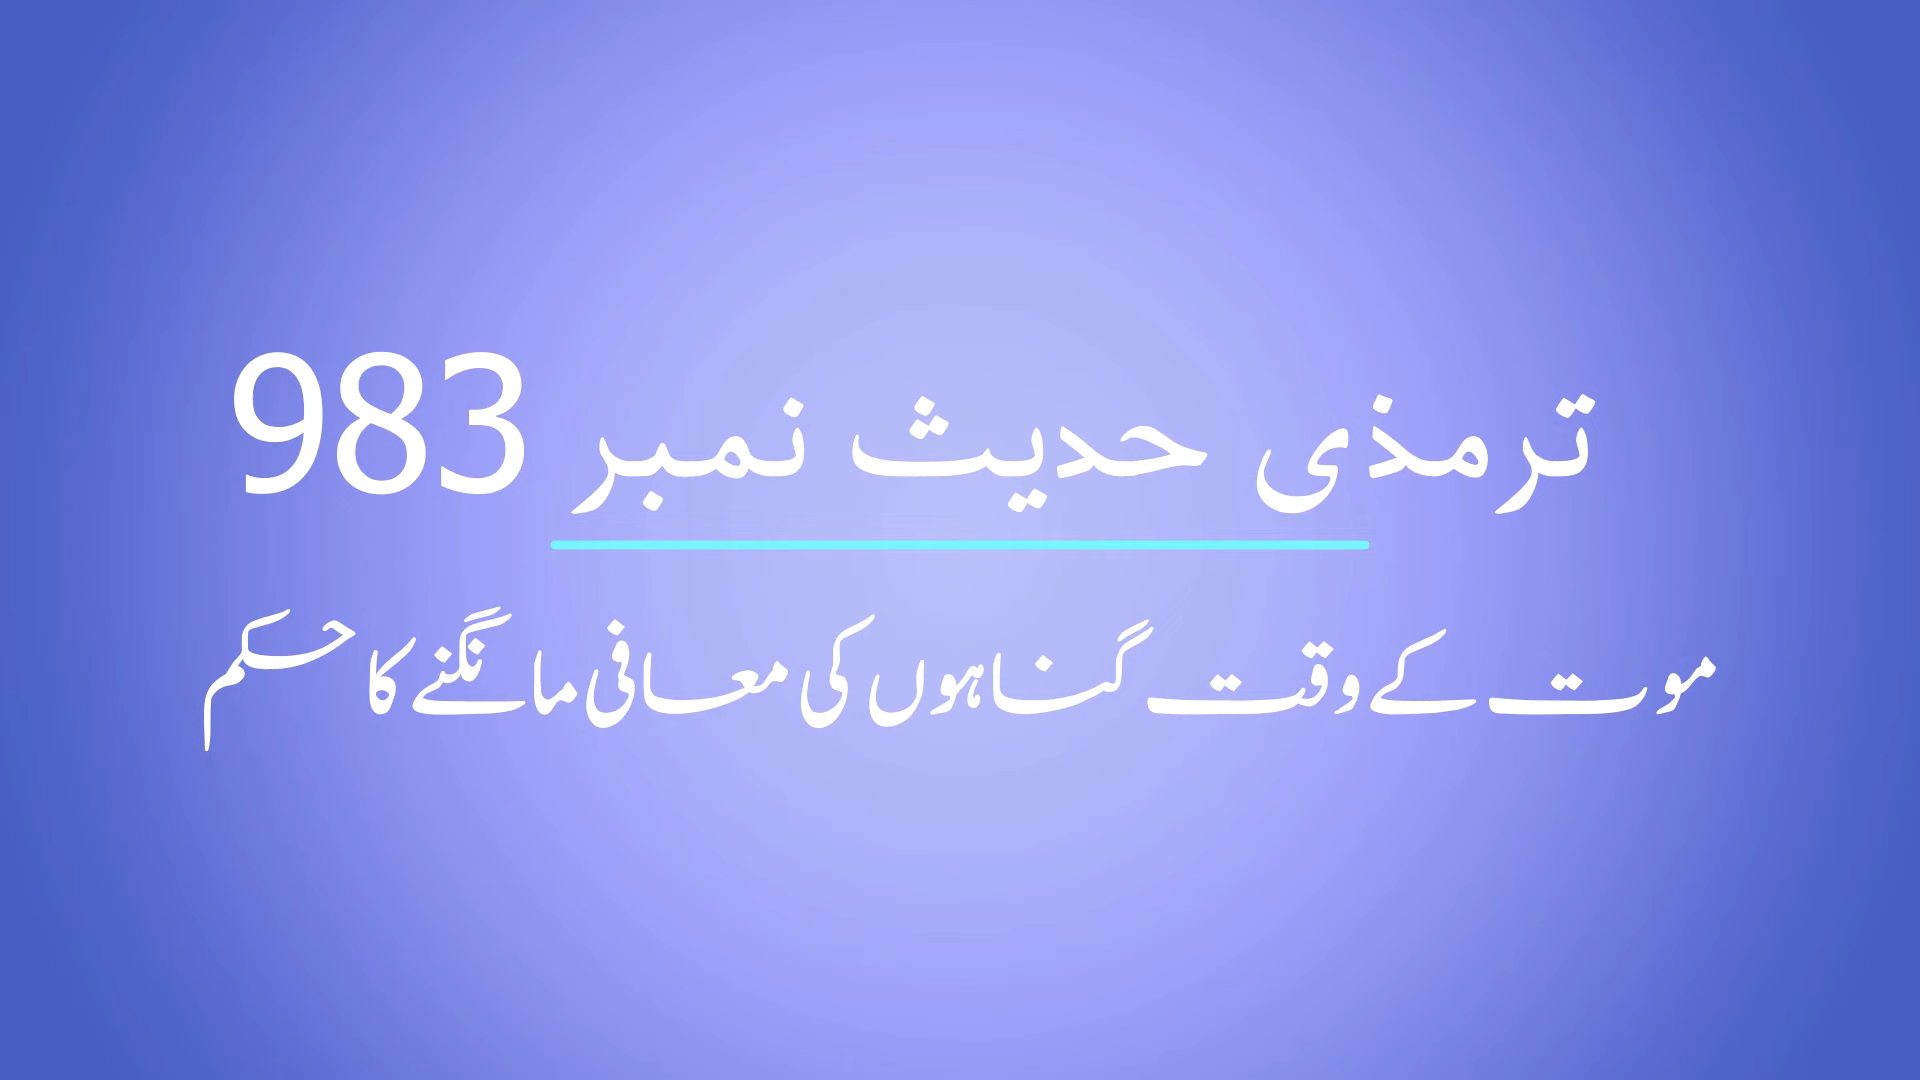 ترمذی حدیث نمبر 983
موت کے وقت گناہوں کی معافی مانگنے کا حکم